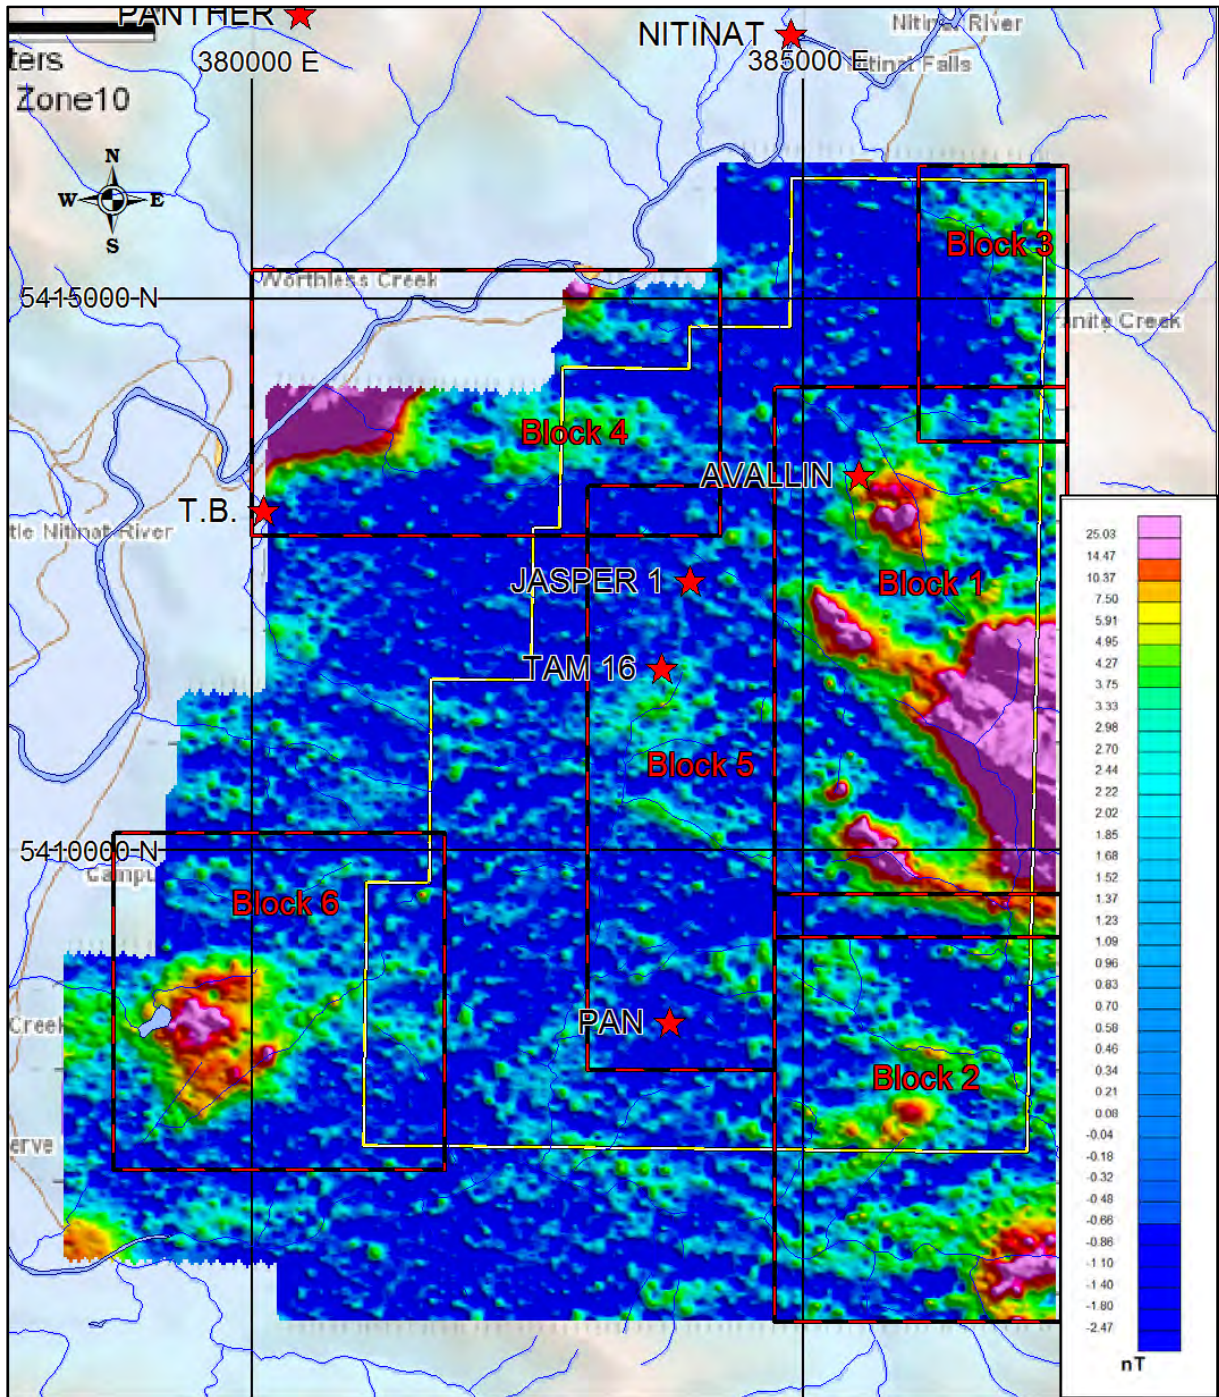 PANTHER
NITINAT
Nitinat River
ters
380000 E
385000 E
Nitinat Falls
Zone10
N
W
E
S
Block 3
Worthless Creek
5415000 N
nite Creek
Block 4
AVALLIN
T.B.
tle Nitinat River
JASPER 1
Block 1
TAM 16
Block 5
5410000 N
Campu
Block 6
Creek
PAN
Block 2
erve
25.03
14.47
10.37
7.50
5.91
4.95
4.27
3.75
3.33
2.98
2.70
2.44
2.22
2.02
1.85
1.68
1.52
1.37
1.23
1.09
0.96
0.83
0.70
0.58
0.46
0.34
0.21
0.08
-0.04
-0.18
-0.32
-0.48
-0.66
-0.86
-1.10
-1.40
-1.80
-2.47
nT